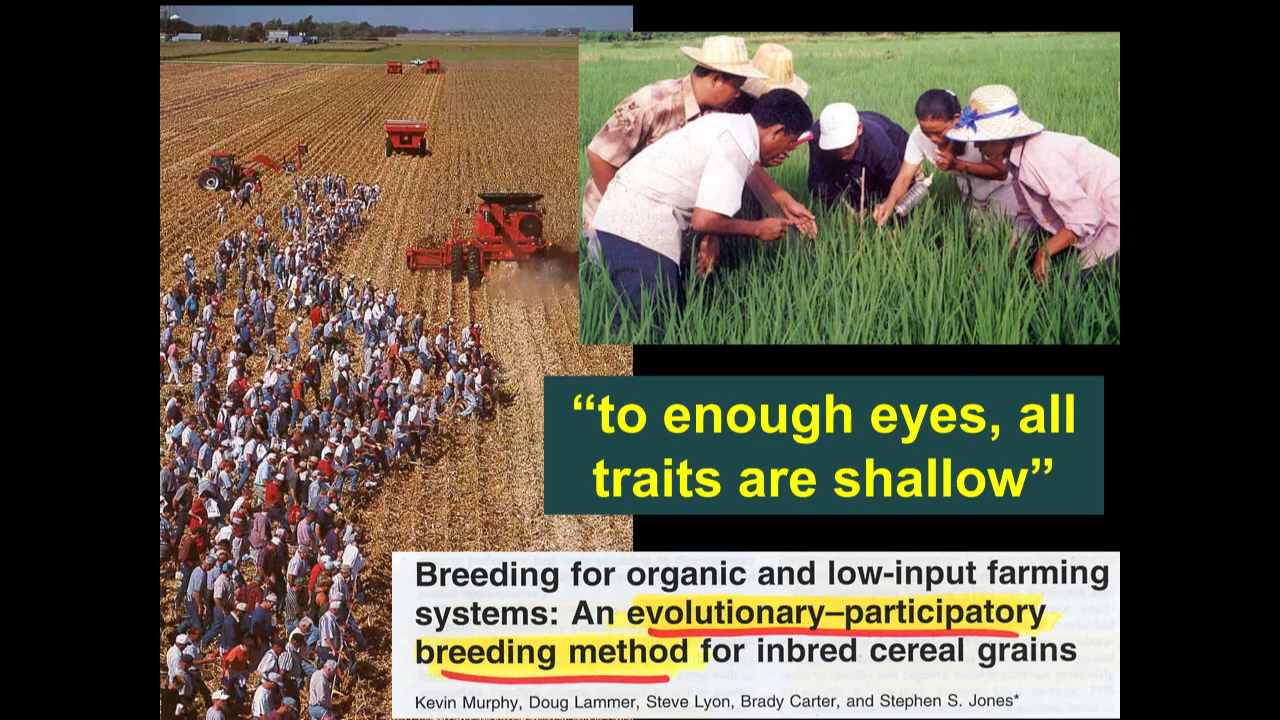 “to enough eyes, all
traits are shallow”
Breeding for organic and low-input farming
systems: An evolutionary–participatory
breeding method for inbred cereal grains
Kevin Murphy, Doug Lammer, Steve Lyon, Brady Carter, and Stephen S. Jones*